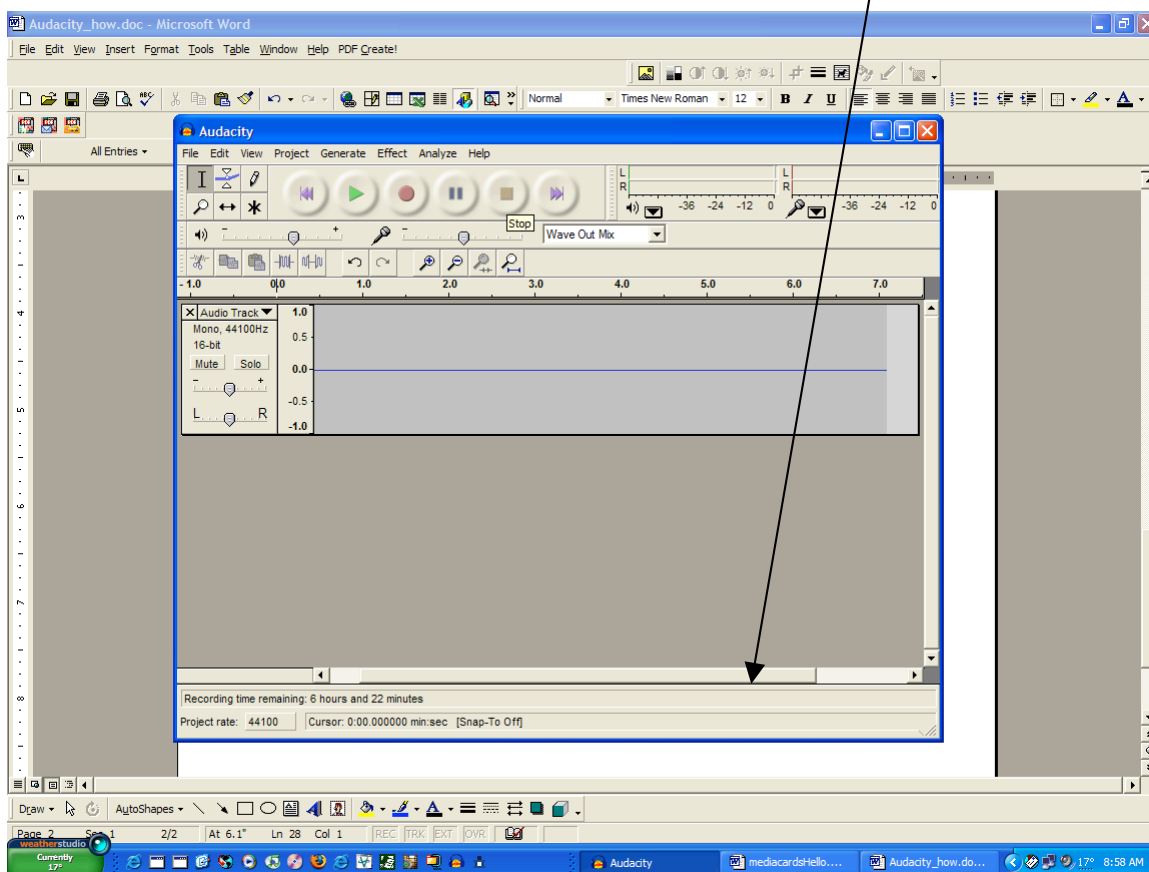 Audacity_how.doc - Microsoft Word
File Edit View Insert Format Tools Table Window Help PDF Create!
Normal Times New Roman 12 B I U
All Entries
Audacity
File Edit View Project Generate Effect Analyze Help
L L
R R
-36 -24 -12 0 -36 -24 -12 0
Stop
Wave Out Mix
- 1.0 0.0 1.0 2.0 3.0 4.0 5.0 6.0 7.0
Audio Track
Mono, 44100Hz
16-bit
Mute Solo
- +
L R
1.0
0.5
0.0
-0.5
-1.0
Recording time remaining: 6 hours and 22 minutes
Project rate: 44100 Cursor: 0:00.000000 min:sec [Snap-To Off]
Draw AutoShapes
Page 2 Sec 1 2/2 At 6.1" Ln 28 Col 1 REC TRK EXT OVR
weatherstudio
Currently
17°
Audacity mediacardsHello.... Audacity_how.do... 17° 8:58 AM